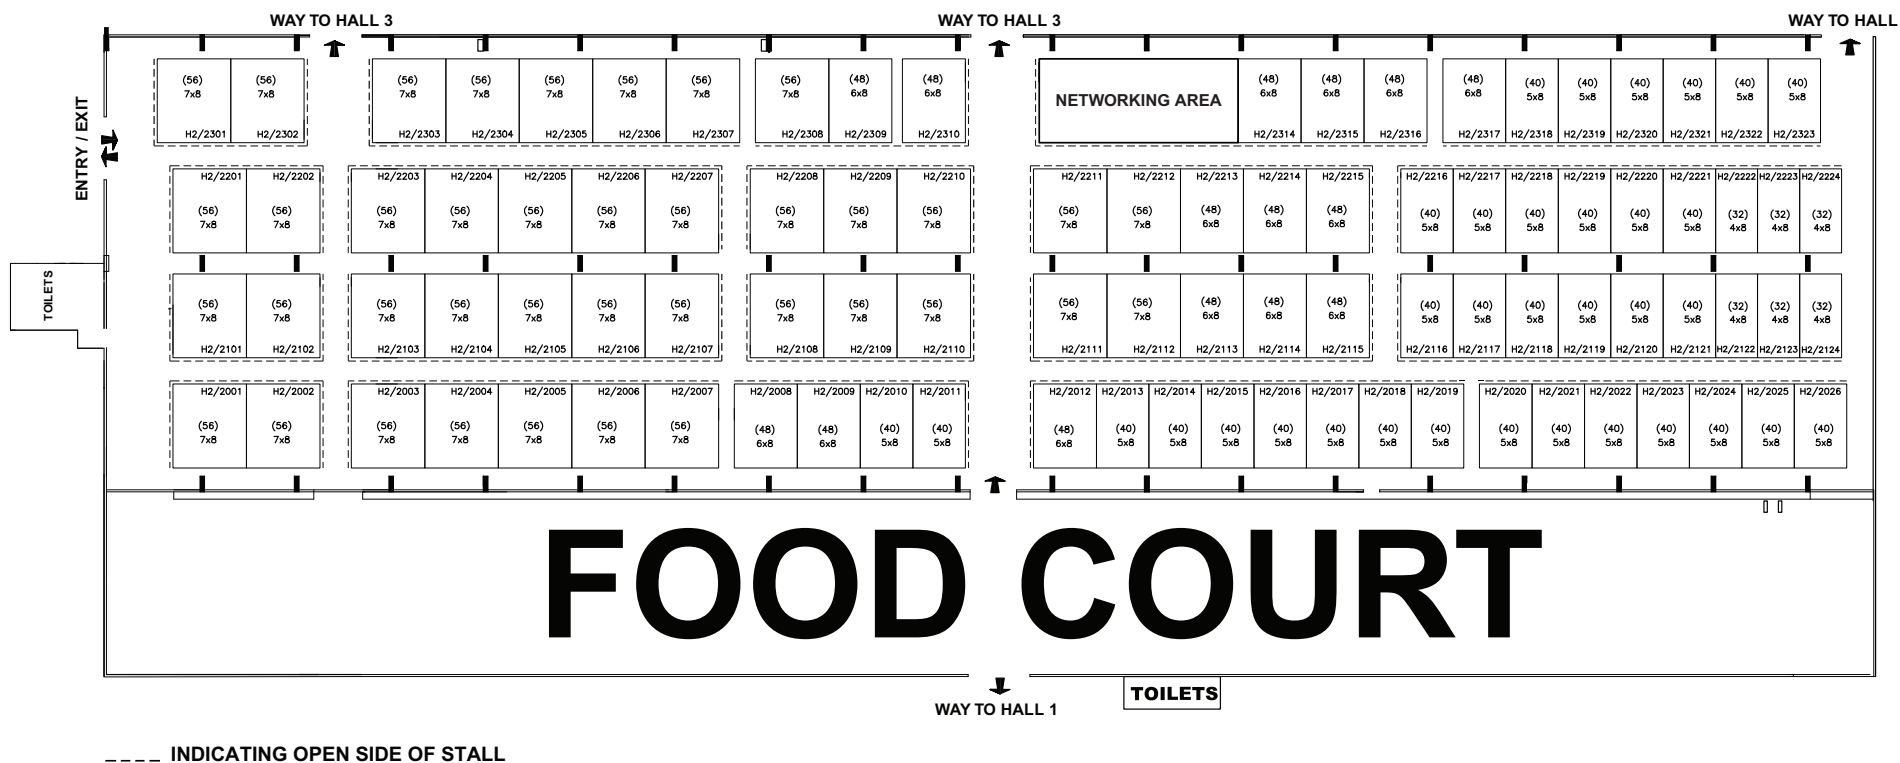 WAY TO HALL 3 WAY TO HALL 3 WAY TO HALL
(56) (56) (56) (56) (56) (56) (56) (56) (48) (48) (48) (48) (48) (48) (40) (40) (40) (40) (40) (40)
7x8 7x8 7x8 7x8 7x8 7x8 7x8 7x8 6x8 6x8 NETWORKING AREA 6x8 6x8 6x8 6x8 5x8 5x8 5x8 5x8 5x8 5x8
H2/2301 H2/2302 H2/2303 H2/2304 H2/2305 H2/2306 H2/2307 H2/2308 H2/2309 H2/2310 H2/2314 H2/2315 H2/2316 H2/2317 H2/2318 H2/2319 H2/2320 H2/2321 H2/2322 H2/2323
ENTRY / EXIT
H2/2201 H2/2202 H2/2203 H2/2204 H2/2205 H2/2206 H2/2207 H2/2208 H2/2209 H2/2210 H2/2211 H2/2212 H2/2213 H2/2214 H2/2215 H2/2216 H2/2217 H2/2218 H2/2219 H2/2220 H2/2221 H2/2222 H2/2223 H2/2224
(56) (56) (56) (56) (56) (56) (56) (56) (56) (56) (56) (56) (48) (48) (48) (40) (40) (40) (40) (40) (40) (32) (32) (32)
7x8 7x8 7x8 7x8 7x8 7x8 7x8 7x8 7x8 7x8 7x8 7x8 6x8 6x8 6x8 5x8 5x8 5x8 5x8 5x8 5x8 4x8 4x8 4x8
TOILETS
(56) (56) (56) (56) (56) (56) (56) (56) (56) (56) (56) (56) (48) (48) (48) (40) (40) (40) (40) (40) (40) (32) (32) (32)
7x8 7x8 7x8 7x8 7x8 7x8 7x8 7x8 7x8 7x8 7x8 7x8 6x8 6x8 6x8 5x8 5x8 5x8 5x8 5x8 5x8 4x8 4x8 4x8
H2/2101 H2/2102 H2/2103 H2/2104 H2/2105 H2/2106 H2/2107 H2/2108 H2/2109 H2/2110 H2/2111 H2/2112 H2/2113 H2/2114 H2/2115 H2/2116 H2/2117 H2/2118 H2/2119 H2/2120 H2/2121 H2/2122 H2/2123 H2/2124
H2/2001 H2/2002 H2/2003 H2/2004 H2/2005 H2/2006 H2/2007 H2/2008 H2/2009 H2/2010 H2/2011 H2/2012 H2/2013 H2/2014 H2/2015 H2/2016 H2/2017 H2/2018 H2/2019 H2/2020 H2/2021 H2/2022 H2/2023 H2/2024 H2/2025 H2/2026
(56) (56) (56) (56) (56) (56) (56) (48) (48) (40) (40) (48) (40) (40) (40) (40) (40) (40) (40) (40) (40) (40) (40) (40) (40) (40)
7x8 7x8 7x8 7x8 7x8 7x8 7x8 6x8 6x8 5x8 5x8 6x8 5x8 5x8 5x8 5x8 5x8 5x8 5x8 5x8 5x8 5x8 5x8 5x8 5x8 5x8
FOOD COURT
TOILETS
WAY TO HALL 1
INDICATING OPEN SIDE OF STALL